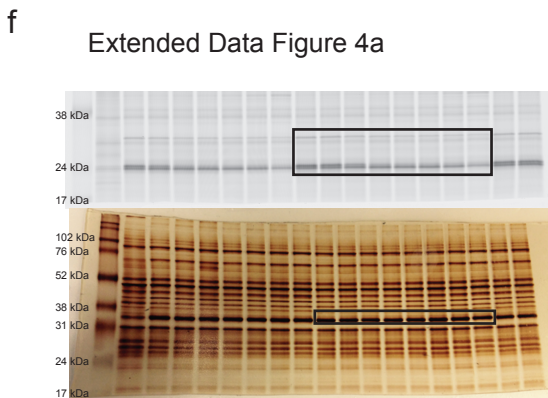 f
Extended Data Figure 4a
38 kDa
24 kDa
17 kDa
102 kDa
76 kDa
52 kDa
38 kDa
31 kDa
24 kDa
17 kDa